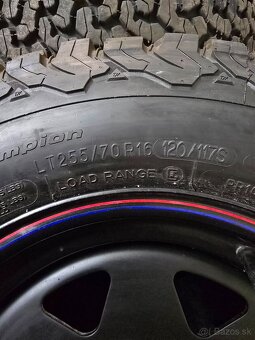 mpion
LT255/70R16 120/117S
LOAD RANGE
© Bazos.sk